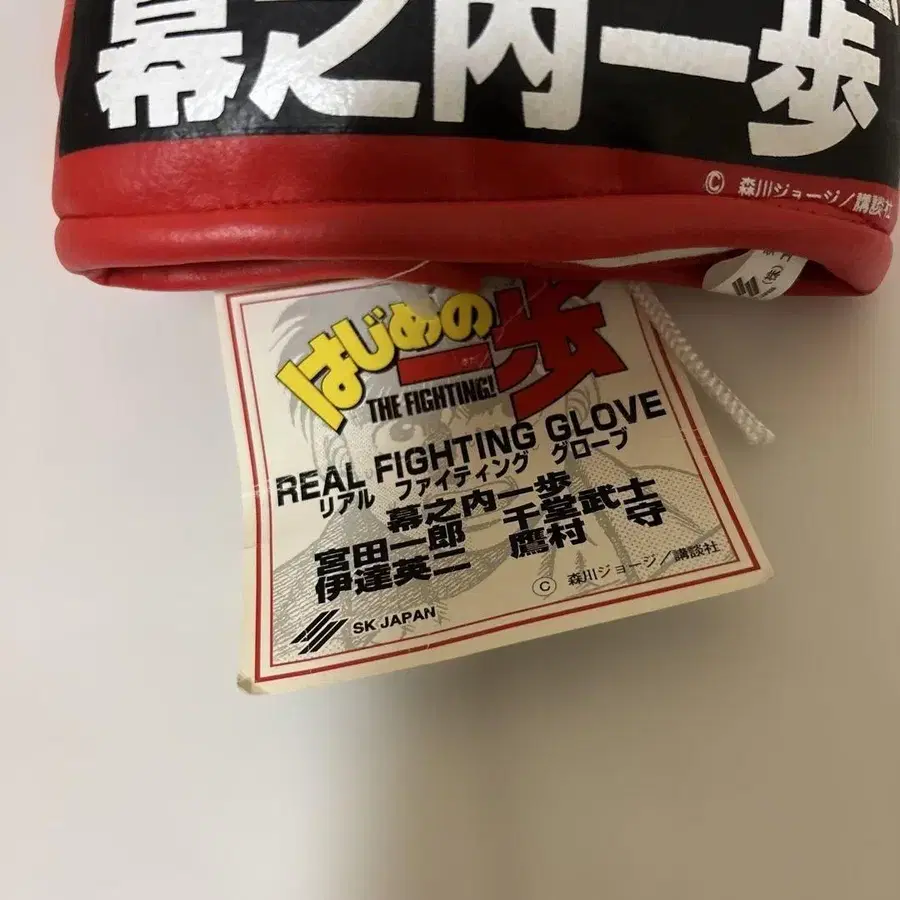 幕之内一歩
© 森川ジョージ/講談社
はじめの一歩
THE FIGHTING!
REAL FIGHTING GLOVE
リアル ファイティング グローブ
幕之内一歩
宮田一郎 千堂武士
伊達英二 鷹村 守
© 森川ジョージ/講談社
SK JAPAN